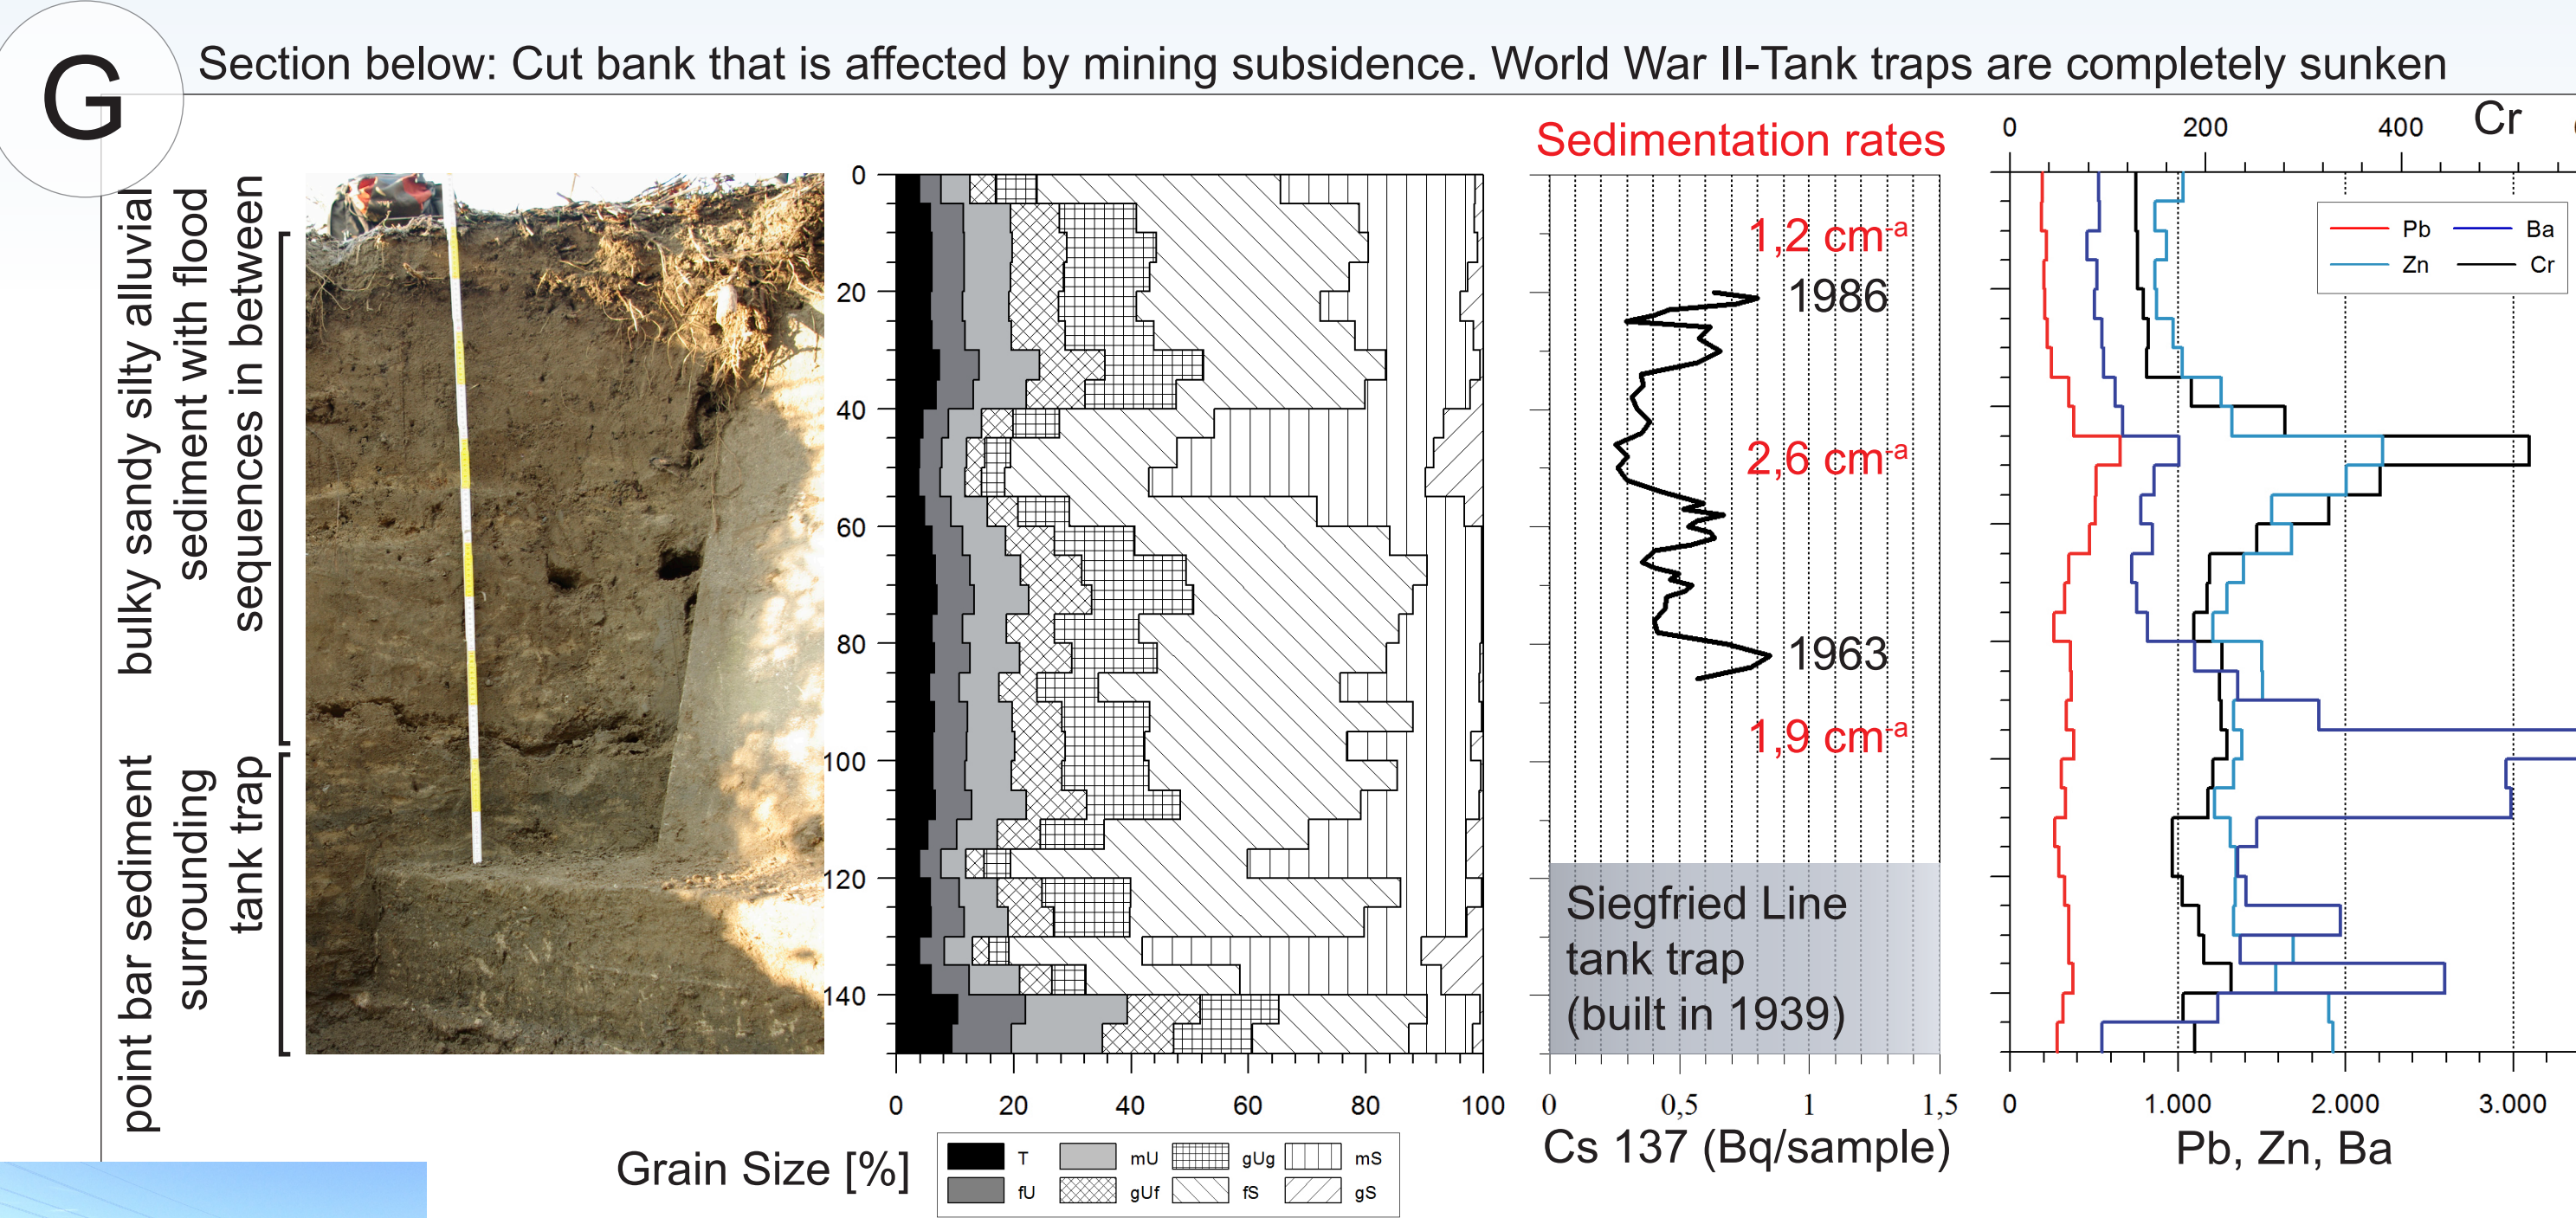 G
Section below: Cut bank that is affected by mining subsidence. World War II-Tank traps are completely sunken
bulky sandy silty alluvial
sediment with flood
sequences in between
point bar sediment
surrounding
tank trap
0
20
40
60
80
100
120
140
0 20 40 60 80 100
Grain Size [%]
T mU gUg mS
fU gUf fS gS
Sedimentation rates
1,2 cm-a
1986
2,6 cm-a
1963
1,9 cm-a
Siegfried Line
tank trap
(built in 1939)
0 0,5 1 1,5
Cs 137 (Bq/sample)
0 200 400 Cr
Pb Ba
Zn Cr
0 1.000 2.000 3.000
Pb, Zn, Ba